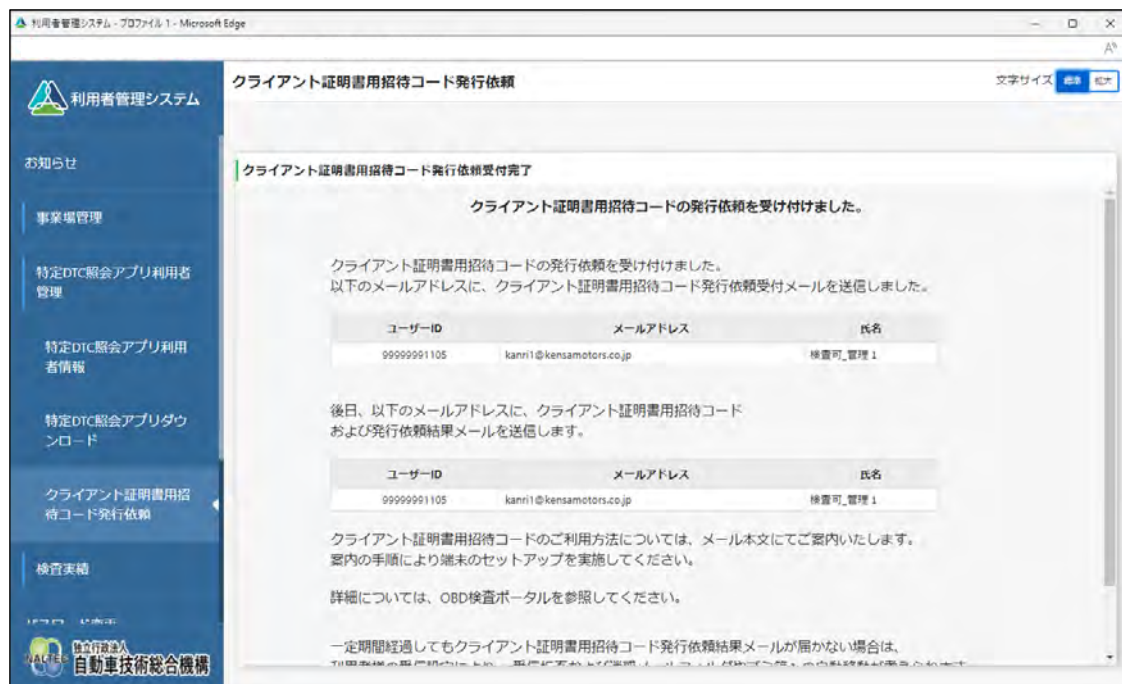 利用者管理システム - プロファイル 1 - Microsoft Edge
利用者管理システム
クライアント証明書用招待コード発行依頼
文字サイズ 標準 拡大
お知らせ
事業場管理
特定DTC照会アプリ利用者
管理
特定DTC照会アプリ利用
者情報
特定DTC照会アプリダウ
ンロード
クライアント証明書用招
待コード発行依頼
検査実績
独立行政法人
NALTEC 自動車技術総合機構
クライアント証明書用招待コード発行依頼受付完了
クライアント証明書用招待コードの発行依頼を受け付けました。
クライアント証明書用招待コードの発行依頼を受け付けました。
以下のメールアドレスに、クライアント証明書用招待コード発行依頼受付メールを送信しました。
ユーザーID メールアドレス 氏名
99999991105 kanri1@kensamotors.co.jp 検査可_管理 1
後日、以下のメールアドレスに、クライアント証明書用招待コード
および発行依頼結果メールを送信します。
ユーザーID メールアドレス 氏名
99999991105 kanri1@kensamotors.co.jp 検査可_管理 1
クライアント証明書用招待コードのご利用方法については、メール本文にてご案内いたします。
案内の手順により端末のセットアップを実施してください。
詳細については、OBD検査ポータルを参照してください。
一定期間経過してもクライアント証明書用招待コード発行依頼結果メールが届かない場合は、